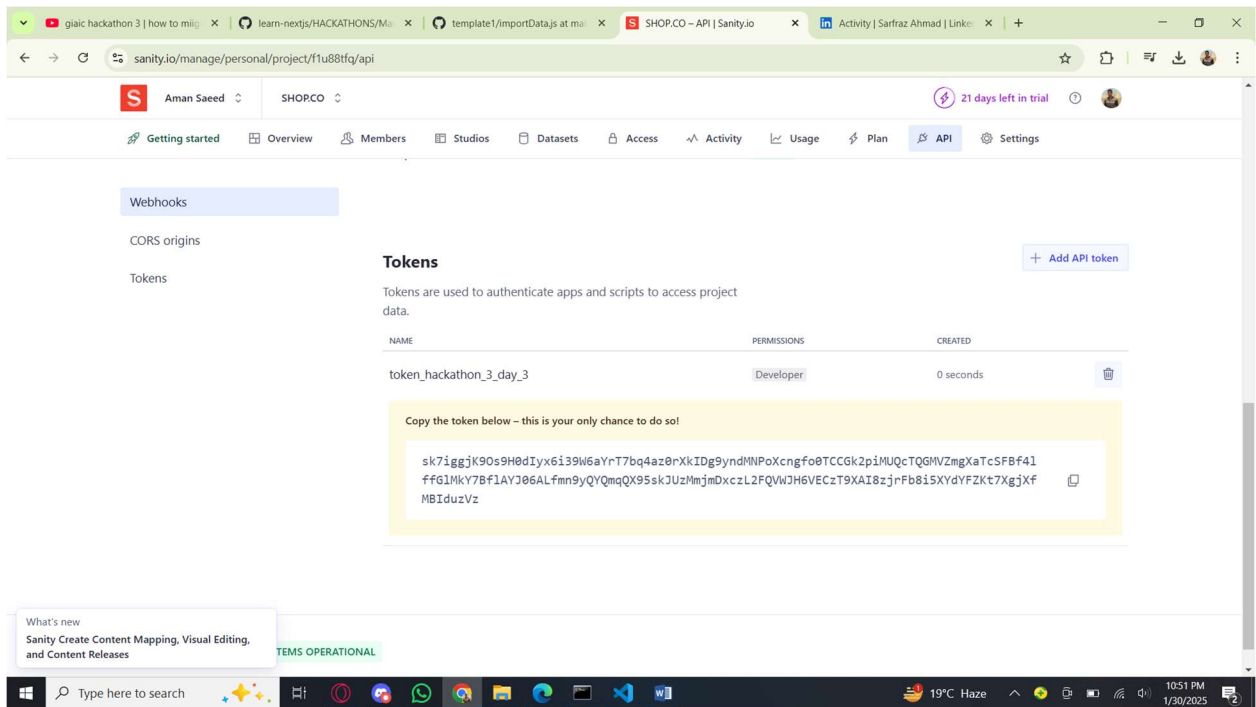 giaic hackathon 3 | how to miig
learn-nextjs/HACKATHONS/Ma
template1/importData.js at mai
SHOP.CO – API | Sanity.io
Activity | Sarfraz Ahmad | Linke
sanity.io/manage/personal/project/f1u88tfq/api
S Aman Saeed SHOP.CO 21 days left in trial
Getting started Overview Members Studios Datasets Access Activity Usage Plan API Settings
Webhooks
CORS origins
Tokens
Tokens
Add API token
Tokens are used to authenticate apps and scripts to access project
data.
NAME PERMISSIONS CREATED
token_hackathon_3_day_3 Developer 0 seconds
Copy the token below – this is your only chance to do so!
sk7iggjK9Os9H0dIyx6i39W6aYrT7bq4az0rXkIDg9yndMNPoXcngfo0TCCGk2piMUQcTQGMVZmgXaTcSFBf4l
ffGlMkY7BflAYJ06ALfmn9yQYQmqQX95skJUzMmjmDxczL2FQVWJH6VECzT9XAI8zjrFb8i5XYdYFZKt7XgjXf
MBIduzVz
What's new
Sanity Create Content Mapping, Visual Editing,
and Content Releases
TEMS OPERATIONAL
Type here to search
19°C Haze
10:51 PM
1/30/2025